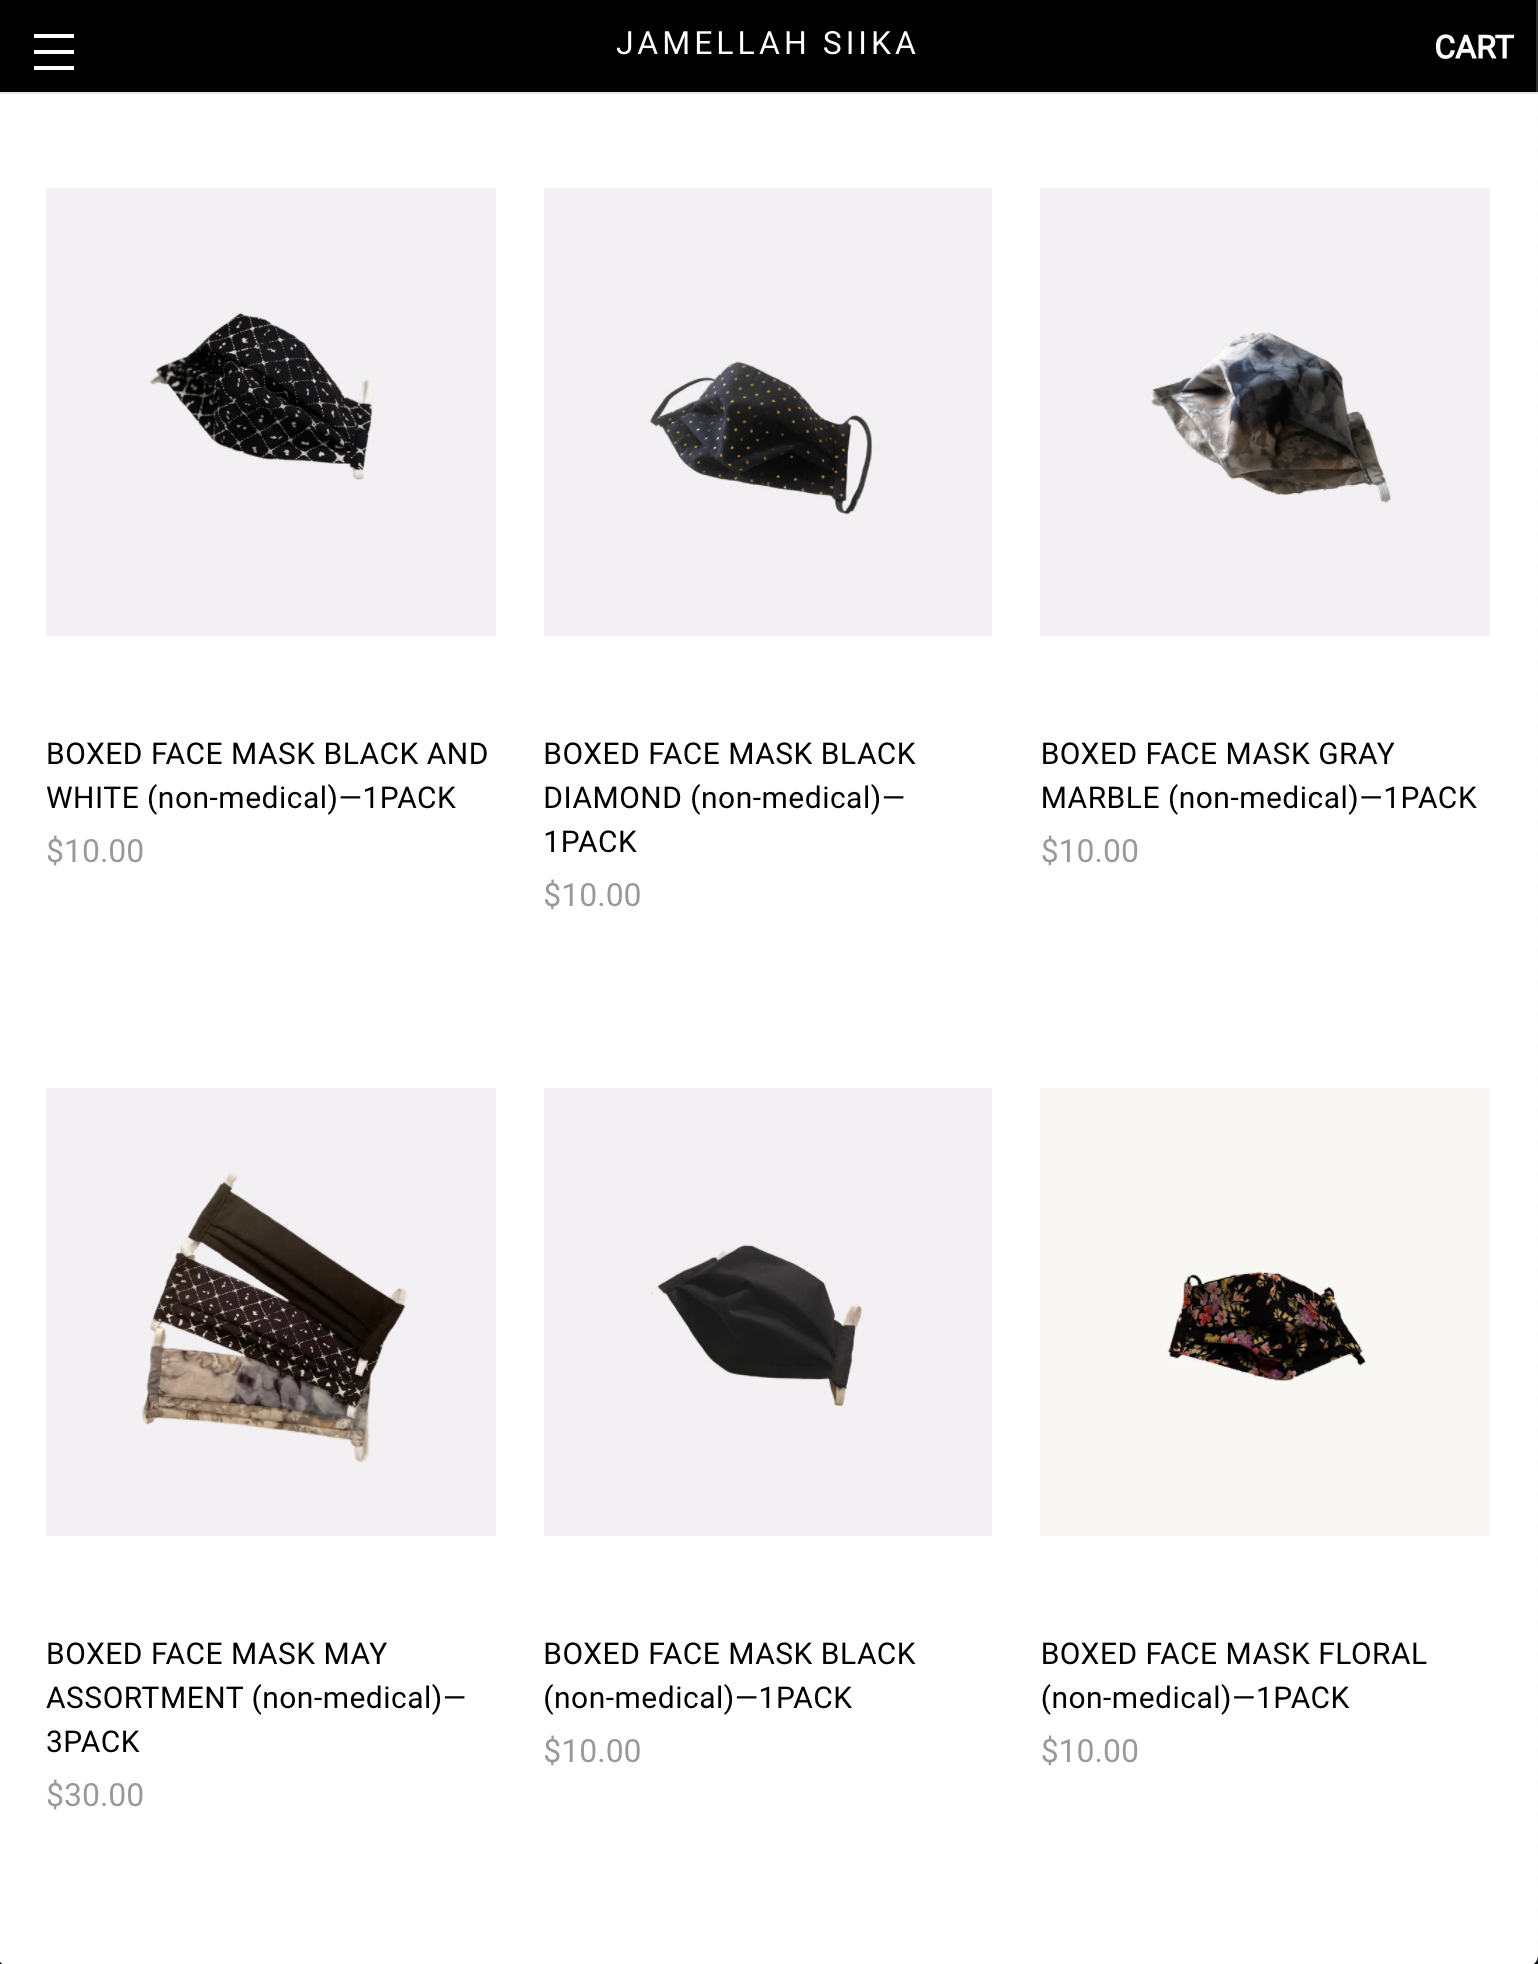 JAMELLAH SIIKA
CART
BOXED FACE MASK BLACK AND
WHITE (non-medical)—1PACK
$10.00
BOXED FACE MASK BLACK
DIAMOND (non-medical)—
1PACK
$10.00
BOXED FACE MASK GRAY
MARBLE (non-medical)—1PACK
$10.00
BOXED FACE MASK MAY
ASSORTMENT (non-medical)—
3PACK
$30.00
BOXED FACE MASK BLACK
(non-medical)—1PACK
$10.00
BOXED FACE MASK FLORAL
(non-medical)—1PACK
$10.00